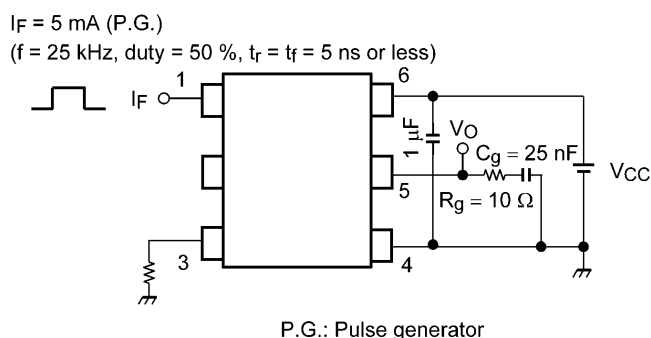 IF = 5 mA (P.G.)
(f = 25 kHz, duty = 50 %, tr = tf = 5 ns or less)
1
6
IF
1 μF
VO
Cg = 25 nF
VCC
5
Rg = 10 Ω
3
4
P.G.: Pulse generator